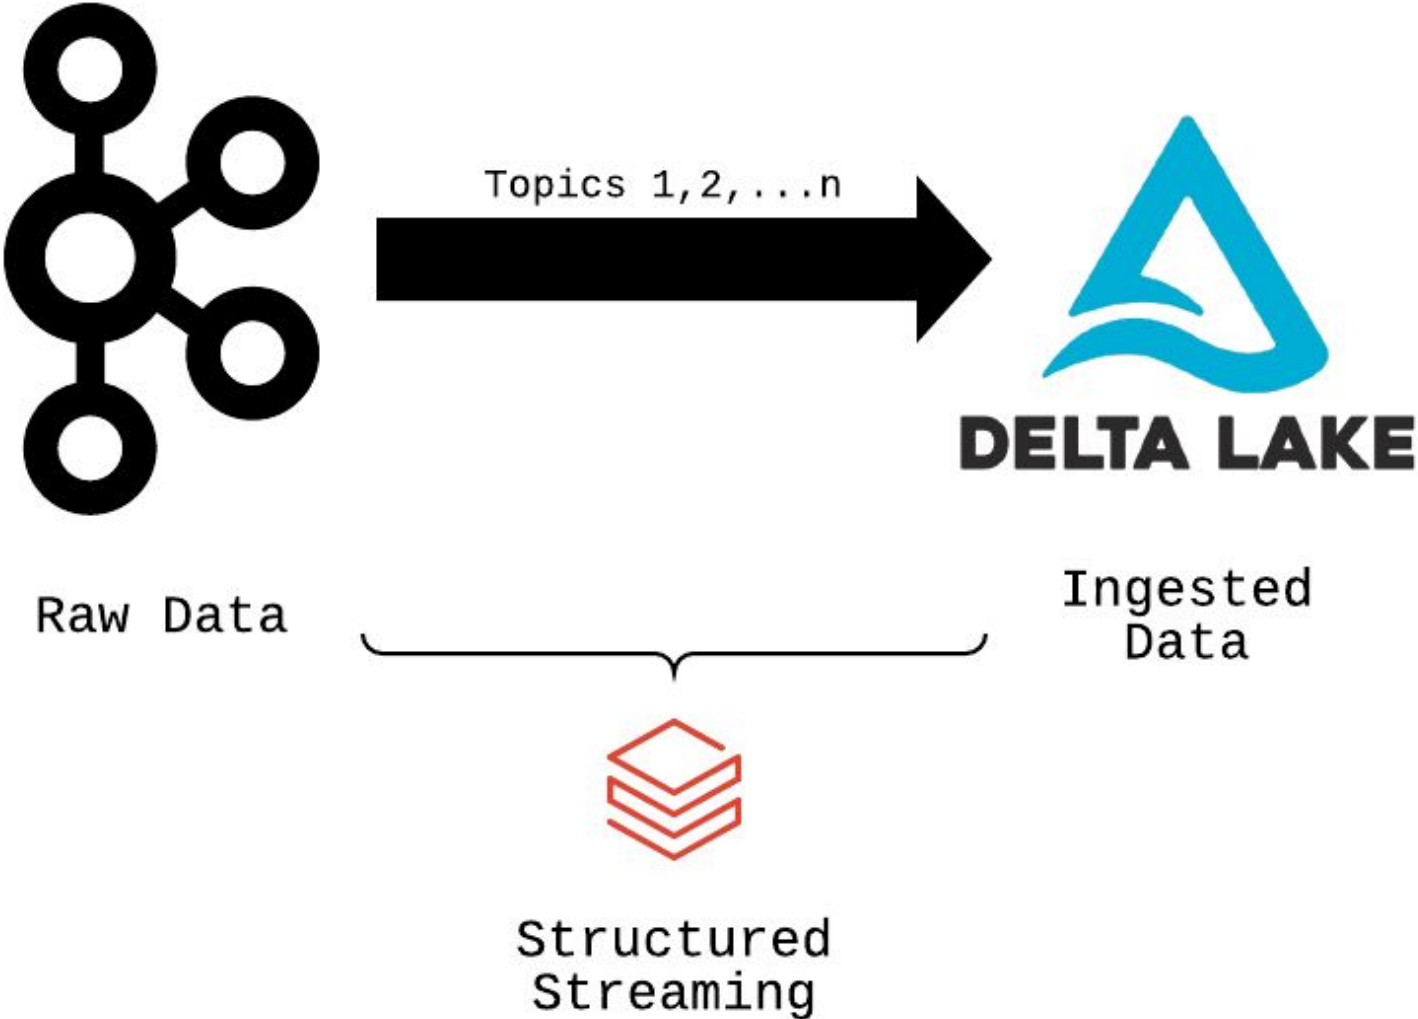 Topics 1,2,...n
DELTA LAKE
Raw Data
Ingested
Data
Structured
Streaming